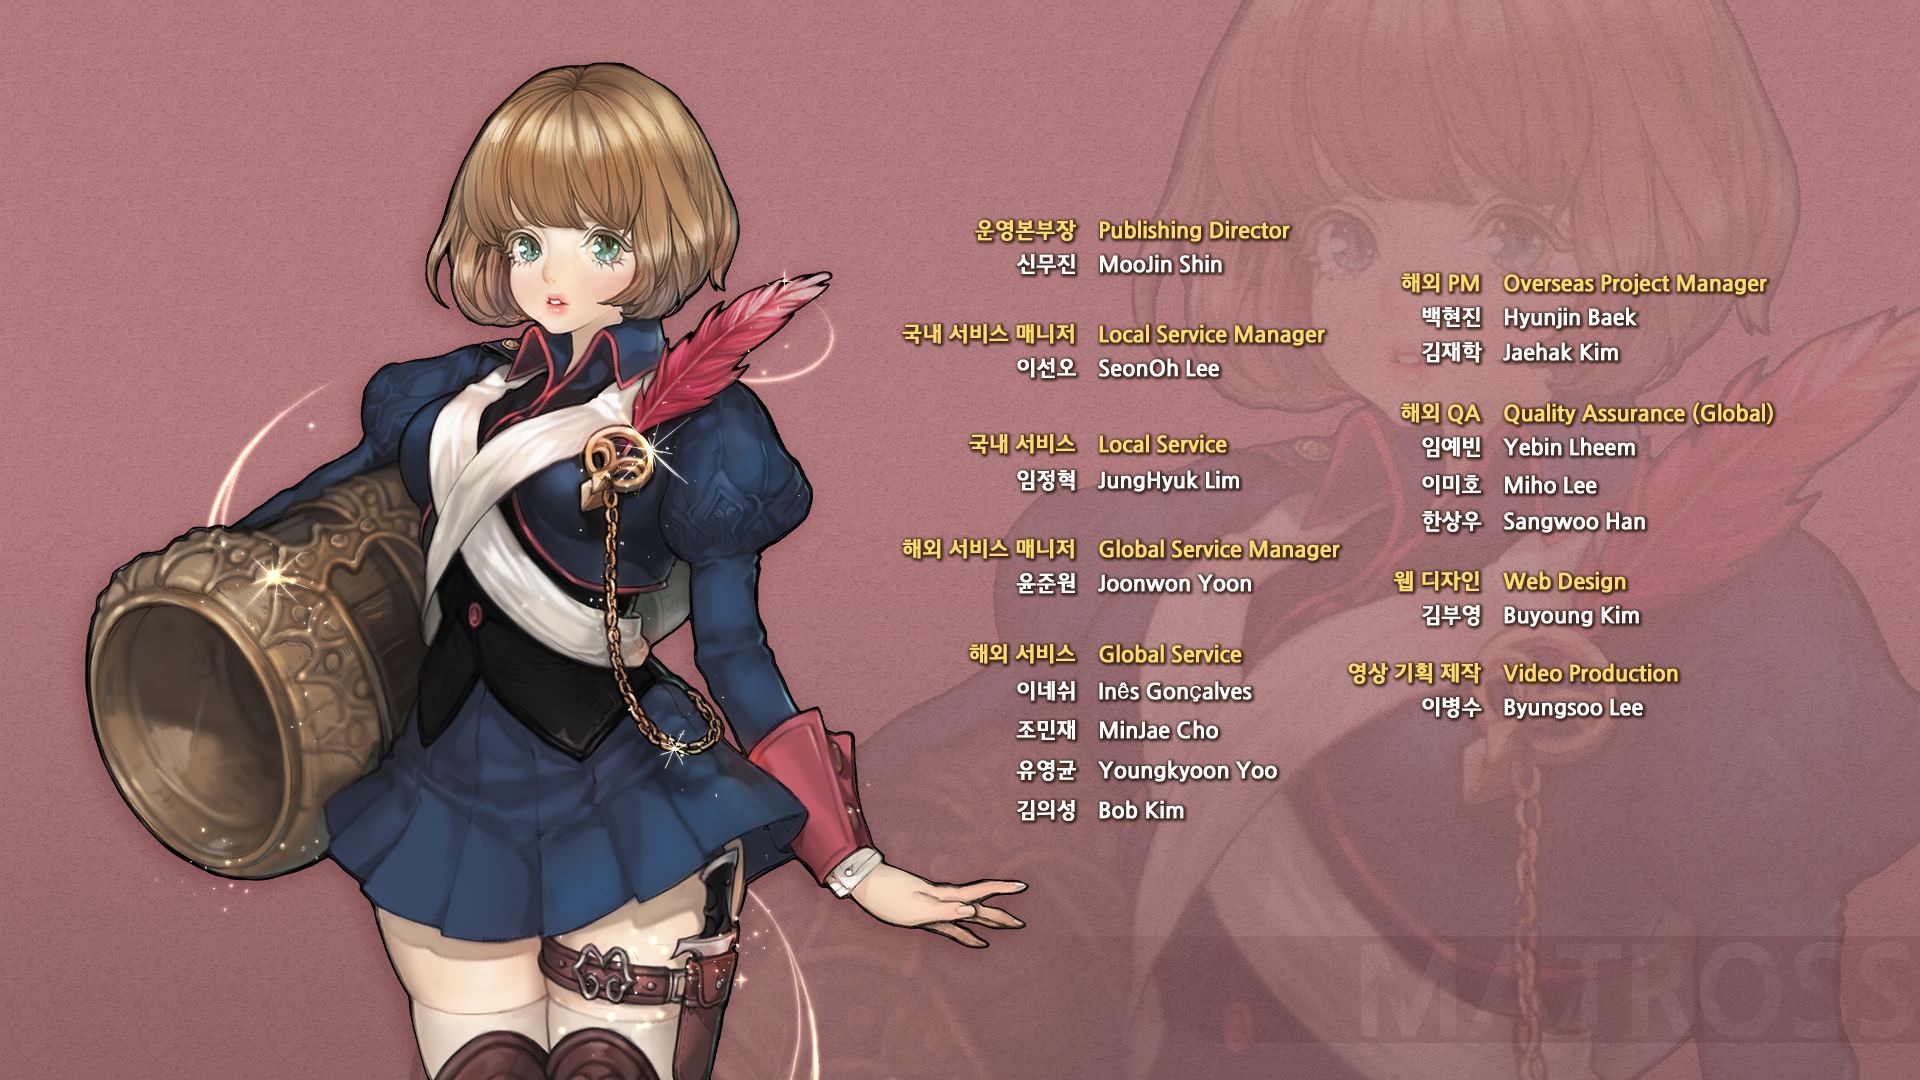 운영본부장 Publishing Director
신무진 MooJin Shin
국내 서비스 매니저 Local Service Manager
이선오 SeonOh Lee
국내 서비스 Local Service
임정혁 JungHyuk Lim
해외 서비스 매니저 Global Service Manager
윤준원 Joonwon Yoon
해외 서비스 Global Service
이네쉬 Inês Gonçalves
조민재 MinJae Cho
유영균 Youngkyoon Yoo
김의성 Bob Kim
해외 PM Overseas Project Manager
백현진 Hyunjin Baek
김재학 Jaehak Kim
해외 QA Quality Assurance (Global)
임예빈 Yebin Lheem
이미호 Miho Lee
한상우 Sangwoo Han
웹 디자인 Web Design
김부영 Buyoung Kim
영상 기획 제작 Video Production
이병수 Byungsoo Lee
MATROSS